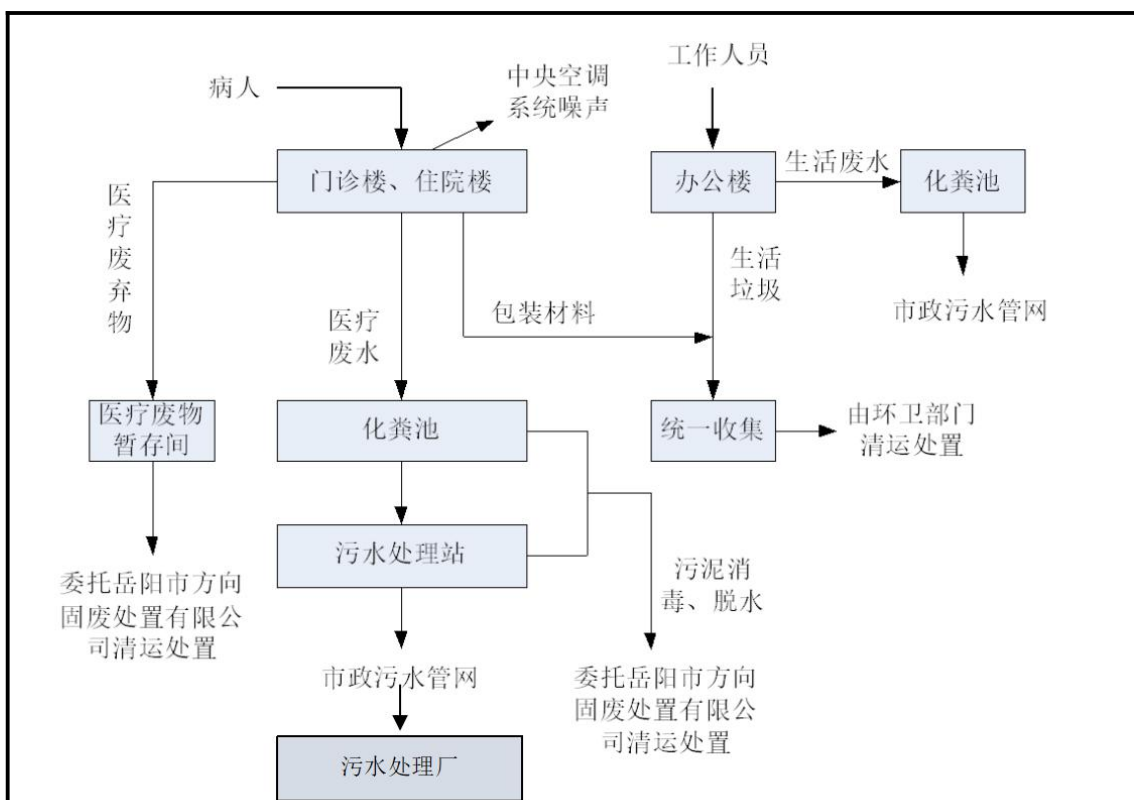 工作人员
中央空调
系统噪声
病人
门诊楼、住院楼
办公楼
生活废水
化粪池
医
疗
废
弃
物
生活
垃圾
包装材料
医疗
废水
市政污水管网
医疗废物
暂存间
化粪池
统一收集
由环卫部门
清运处置
污水处理站
污泥消
毒、脱水
委托岳阳市方向
固废处置有限公
司清运处置
市政污水管网
委托岳阳市方向
固废处置有限公
司清运处置
污水处理厂